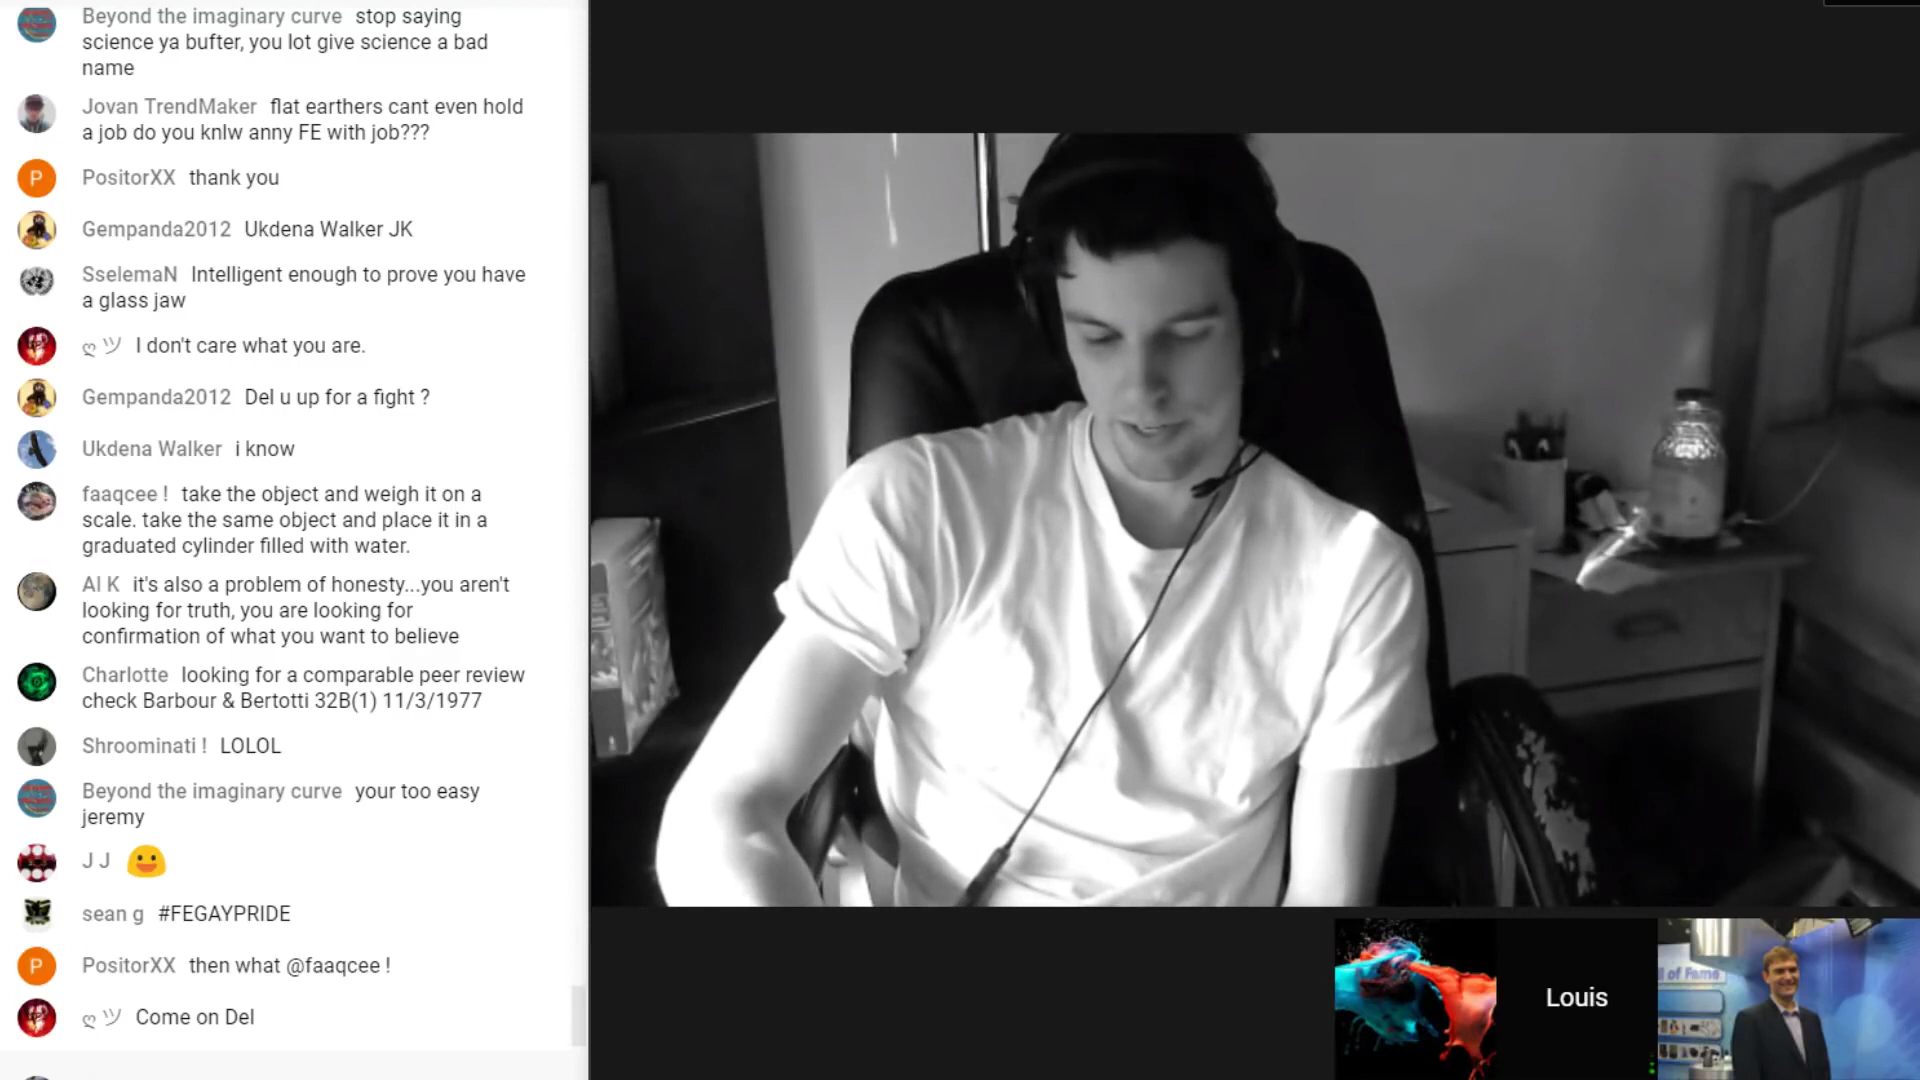 Beyond the imaginary curve stop saying
science ya bufter, you lot give science a bad
name
Jovan TrendMaker flat earthers cant even hold
a job do you knlw anny FE with job???
P PositorXX thank you
Gempanda2012 Ukdena Walker JK
SselemaN Intelligent enough to prove you have
a glass jaw
ღ ツ I don't care what you are.
Gempanda2012 Del u up for a fight ?
Ukdena Walker i know
faaqcee ! take the object and weigh it on a
scale. take the same object and place it in a
graduated cylinder filled with water.
Al K it's also a problem of honesty...you aren't
looking for truth, you are looking for
confirmation of what you want to believe
Charlotte looking for a comparable peer review
check Barbour & Bertotti 32B(1) 11/3/1977
Shroominati ! LOLOL
Beyond the imaginary curve your too easy
jeremy
J J 😃
sean g #FEGAYPRIDE
P PositorXX then what @faaqcee !
ღ ツ Come on Del
Louis
of Fame